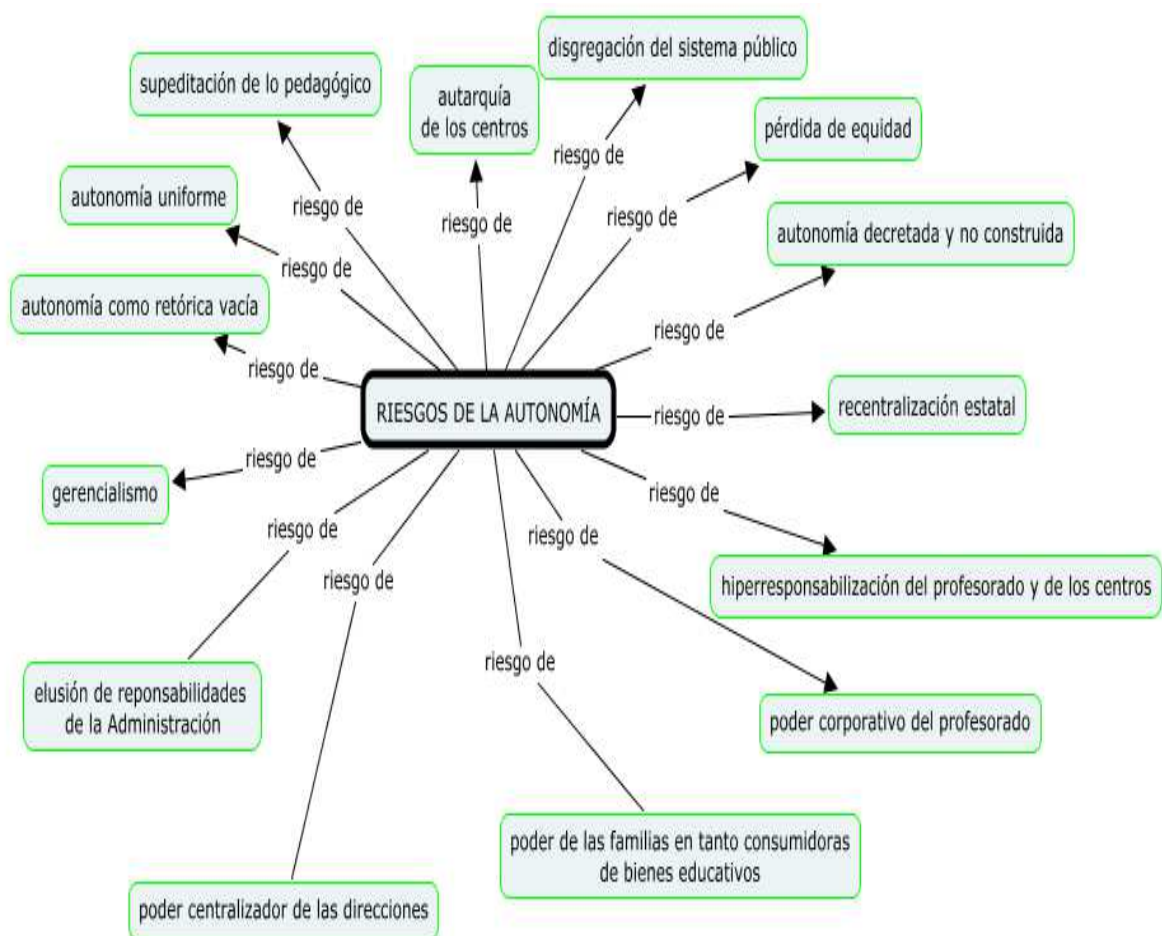 disgregación del sistema público
supeditación de lo pedagógico
autarquía
de los centros
pérdida de equidad
riesgo de
autonomía uniforme
riesgo de
riesgo de
riesgo de
autonomía decretada y no construida
riesgo de
riesgo de
autonomía como retórica vacía
riesgo de
riesgo de
RIESGOS DE LA AUTONOMÍA
riesgo de
recentralización estatal
riesgo de
gerencialismo
riesgo de
riesgo de
riesgo de
riesgo de
hiperresponsabilización del profesorado y de los centros
riesgo de
elusión de reponsabilidades
de la Administración
poder corporativo del profesorado
poder de las familias en tanto consumidoras
de bienes educativos
poder centralizador de las direcciones